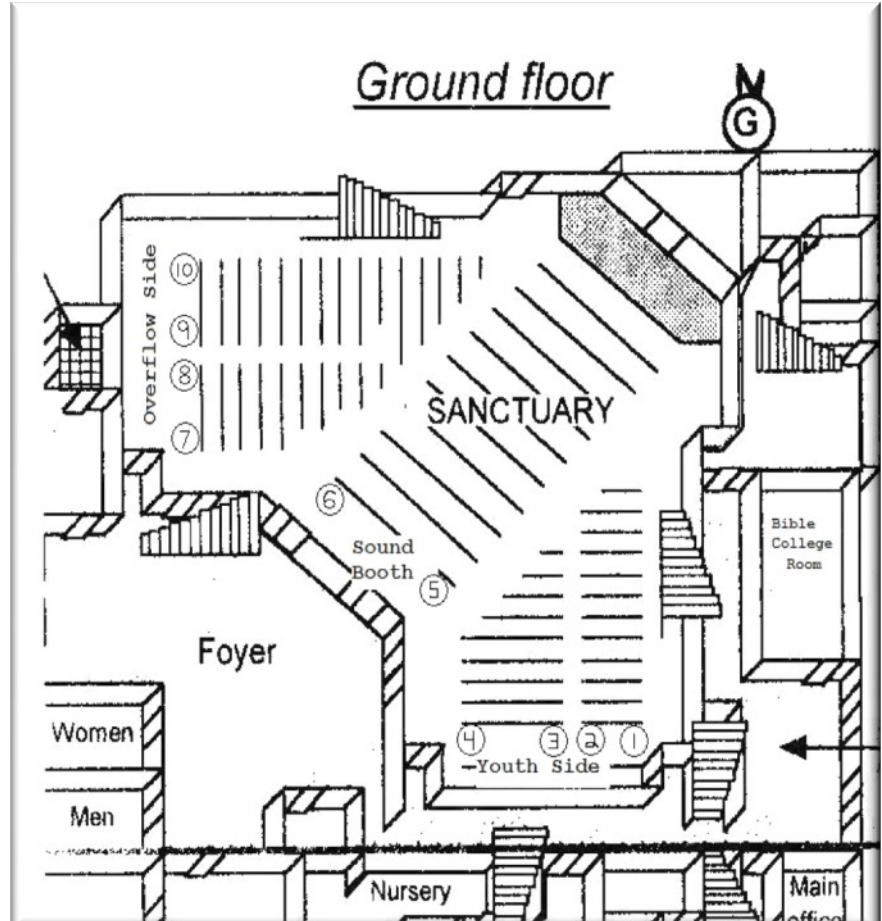 Ground floor
N
G
10
9
8
7
Overflow Side
SANCTUARY
6
Sound
Booth
5
Bible
College
Room
Foyer
4
3
2
1
Youth Side
Women
Men
Nursery
Main
office